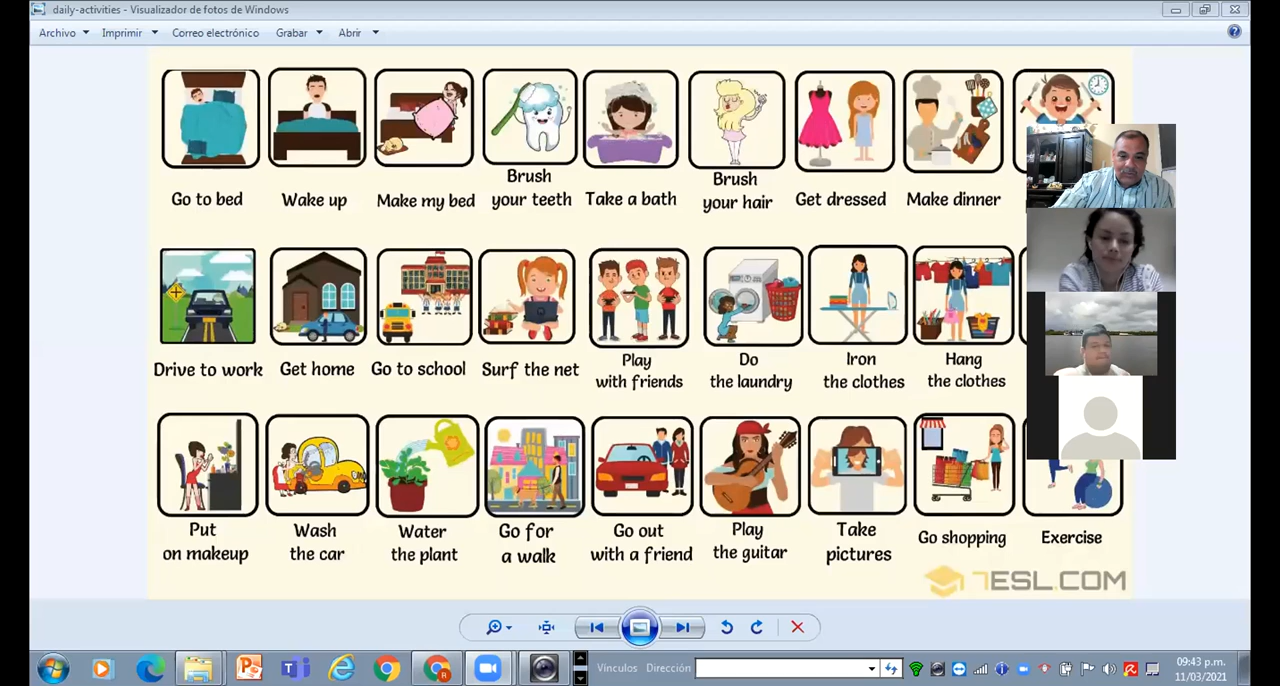 daily-activities - Visualizador de fotos de Windows
Archivo Imprimir Correo electrónico Grabar Abrir
Go to bed
Wake up
Make my bed
Brush
your teeth
Take a bath
Brush
your hair
Get dressed
Make dinner
Drive to work
Get home
Go to school
Surf the net
Play
with friends
Do
the laundry
Iron
the clothes
Hang
the clothes
Put
on makeup
Wash
the car
Water
the plant
Go for
a walk
Go out
with a friend
Play
the guitar
Take
pictures
Go shopping
Exercise
7ESL.COM
Vínculos Dirección
09:43 p.m.
11/03/2021